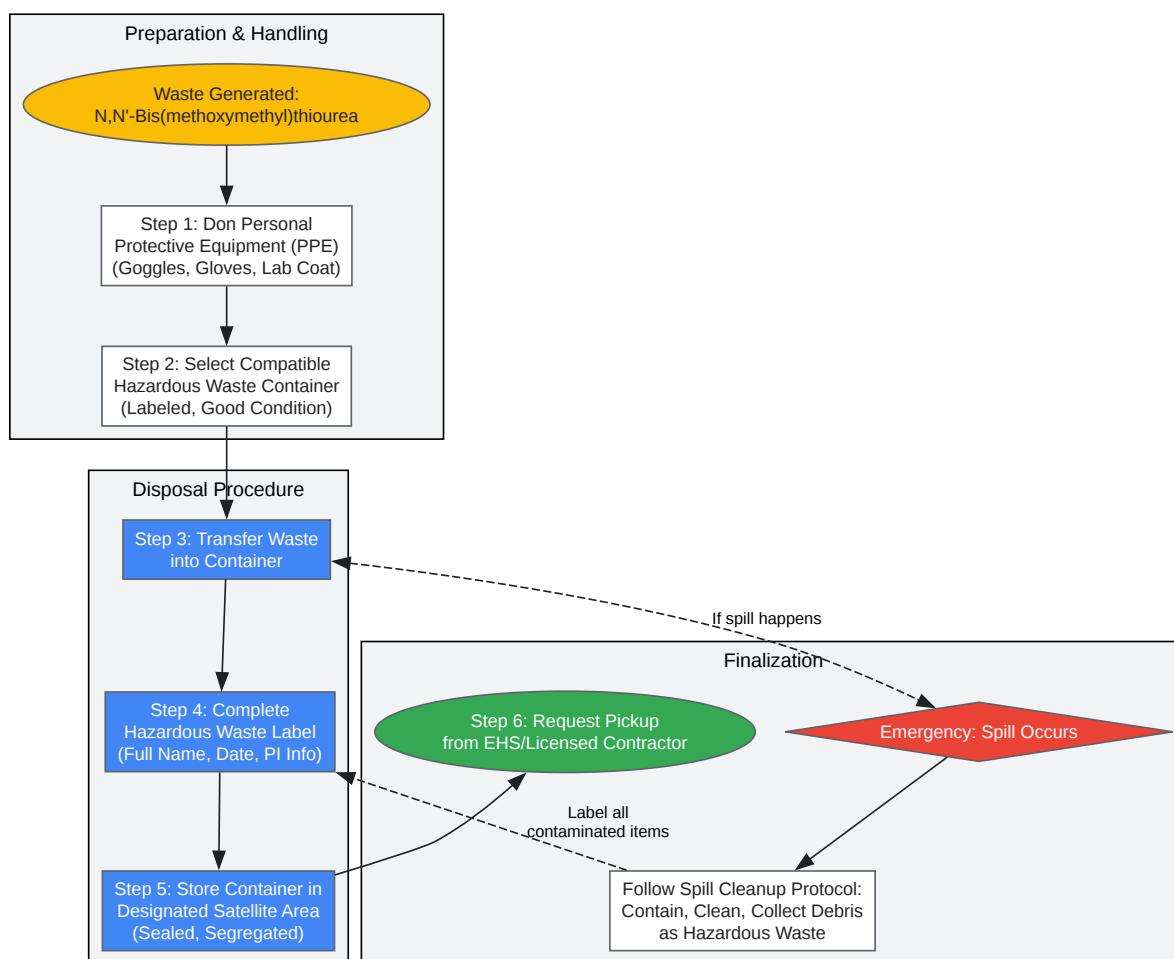 Preparation & Handling
Waste Generated:
N,N'-Bis(methoxymethyl)thiourea
Step 1: Don Personal
Protective Equipment (PPE)
(Goggles, Gloves, Lab Coat)
Step 2: Select Compatible
Hazardous Waste Container
(Labeled, Good Condition)
Disposal Procedure
Step 3: Transfer Waste
into Container
If spill happens
Finalization
Step 4: Complete
Hazardous Waste Label
(Full Name, Date, PI Info)
Step 6: Request Pickup
from EHS/Licensed Contractor
Emergency: Spill Occurs
Label all
contaminated items
Step 5: Store Container in
Designated Satellite Area
(Sealed, Segregated)
Follow Spill Cleanup Protocol:
Contain, Clean, Collect Debris
as Hazardous Waste